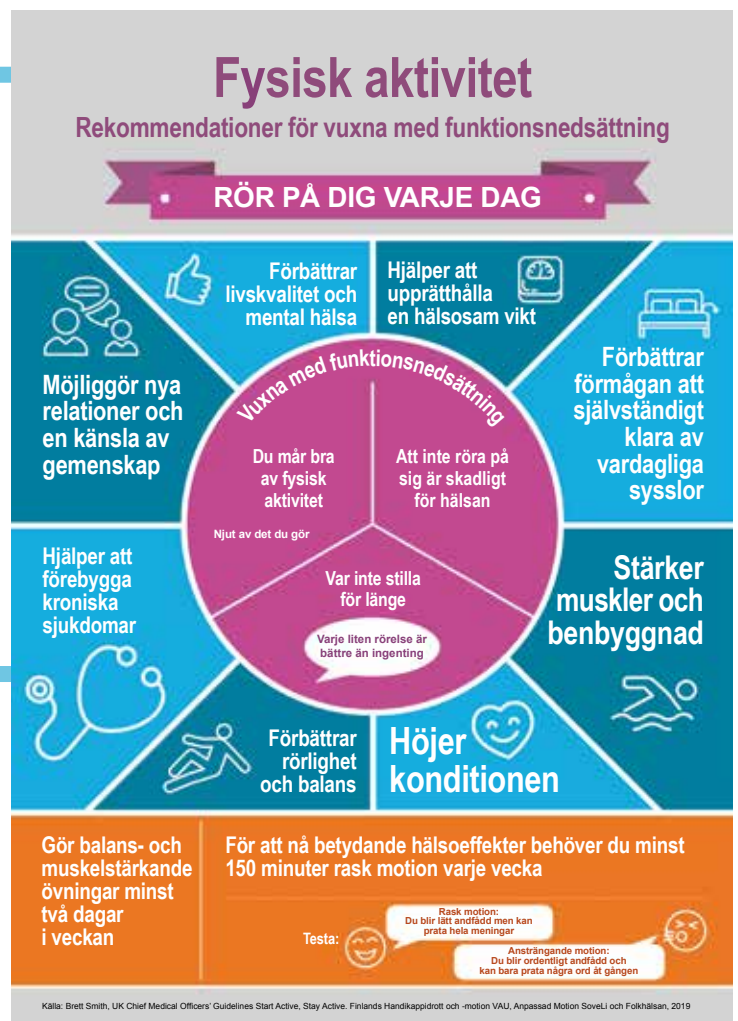 Fysisk aktivitet
Rekommendationer för vuxna med funktionsnedsättning
RÖR PÅ DIG VARJE DAG
Förbättrar
livskvalitet och
mental hälsa
Hjälper att
upprätthålla
en hälsosam vikt
Möjliggör nya
relationer och
en känsla av
gemenskap
Förbättrar
förmågan att
självständigt
klara av
vardagliga
sysslor
Vuxna med funktionsnedsättning
Du mår bra
av fysisk
aktivitet
Njut av det du gör
Att inte röra på
sig är skadligt
för hälsan
Var inte stilla
för länge
Varje liten rörelse är
bättre än ingenting
Hjälper att
förebygga
kroniska
sjukdomar
Stärker
muskler och
benbyggnad
Förbättrar
rörlighet
och balans
Höjer
konditionen
Gör balans- och
muskelstärkande
övningar minst
två dagar
i veckan
För att nå betydande hälsoeffekter behöver du minst
150 minuter rask motion varje vecka
Testa:
Rask motion:
Du blir lätt andfådd men kan
prata hela meningar
Ansträngande motion:
Du blir ordentligt andfådd och
kan bara prata några ord åt gången
Källa: Brett Smith, UK Chief Medical Officers' Guidelines Start Active, Stay Active. Finlands Handikappidrott och -motion VAU, Anpassad Motion SoveLi och Folkhälsan, 2019